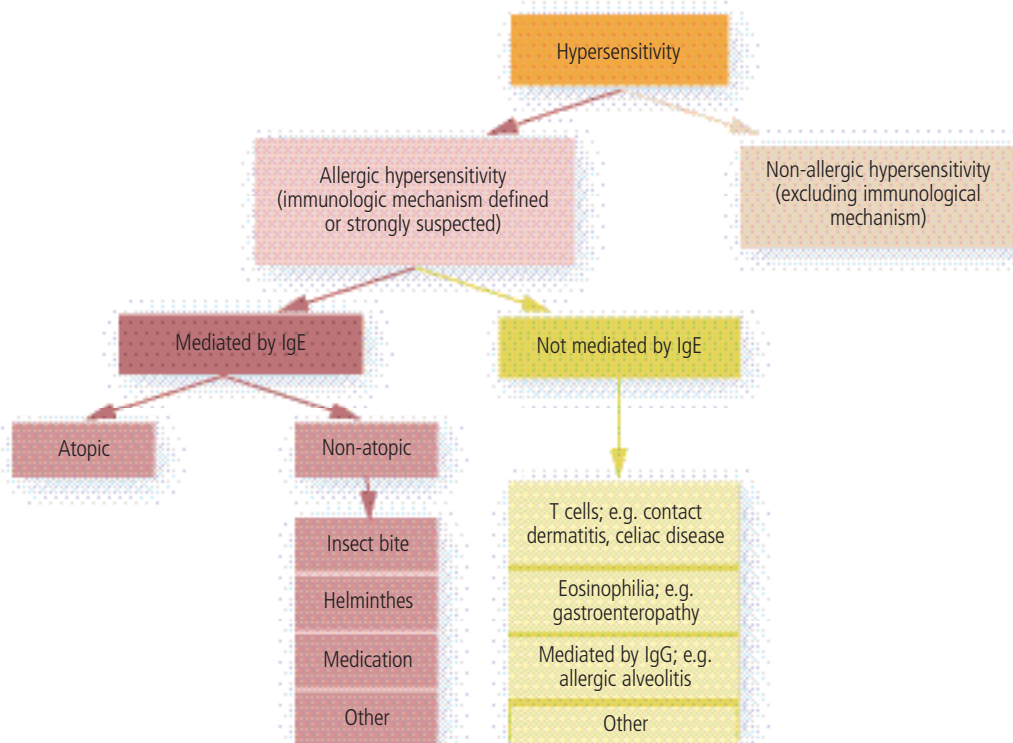 Hypersensitivity
Allergic hypersensitivity
(immunologic mechanism defined
or strongly suspected)
Non-allergic hypersensitivity
(excluding immunological
mechanism)
Mediated by IgE
Not mediated by IgE
Atopic
Non-atopic
Insect bite
Helminthes
Medication
Other
T cells; e.g. contact
dermatitis, celiac disease
Eosinophilia; e.g.
gastroenteropathy
Mediated by IgG; e.g.
allergic alveolitis
Other